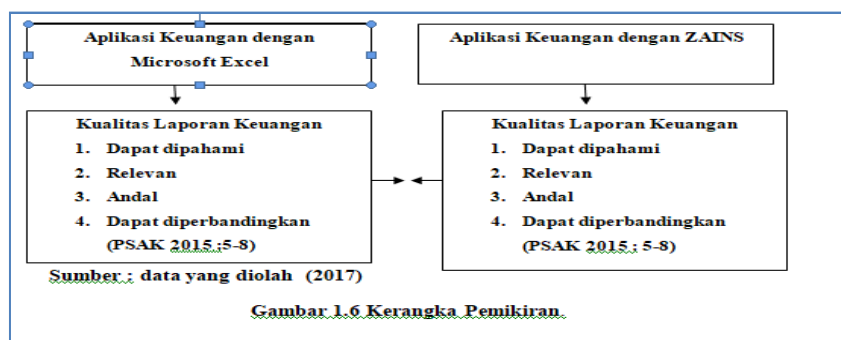 Aplikasi Keuangan dengan
Microsoft Excel
Aplikasi Keuangan dengan ZAINS
Kualitas Laporan Keuangan
1. Dapat dipahami
2. Relevan
3. Andal
4. Dapat diperbandingkan
(PSAK 2015 ;5-8)
Kualitas Laporan Keuangan
1. Dapat dipahami
2. Relevan
3. Andal
4. Dapat diperbandingkan
(PSAK 2015 ; 5-8)
Sumber : data yang diolah (2017)
Gambar 1.6 Kerangka Pemikiran.